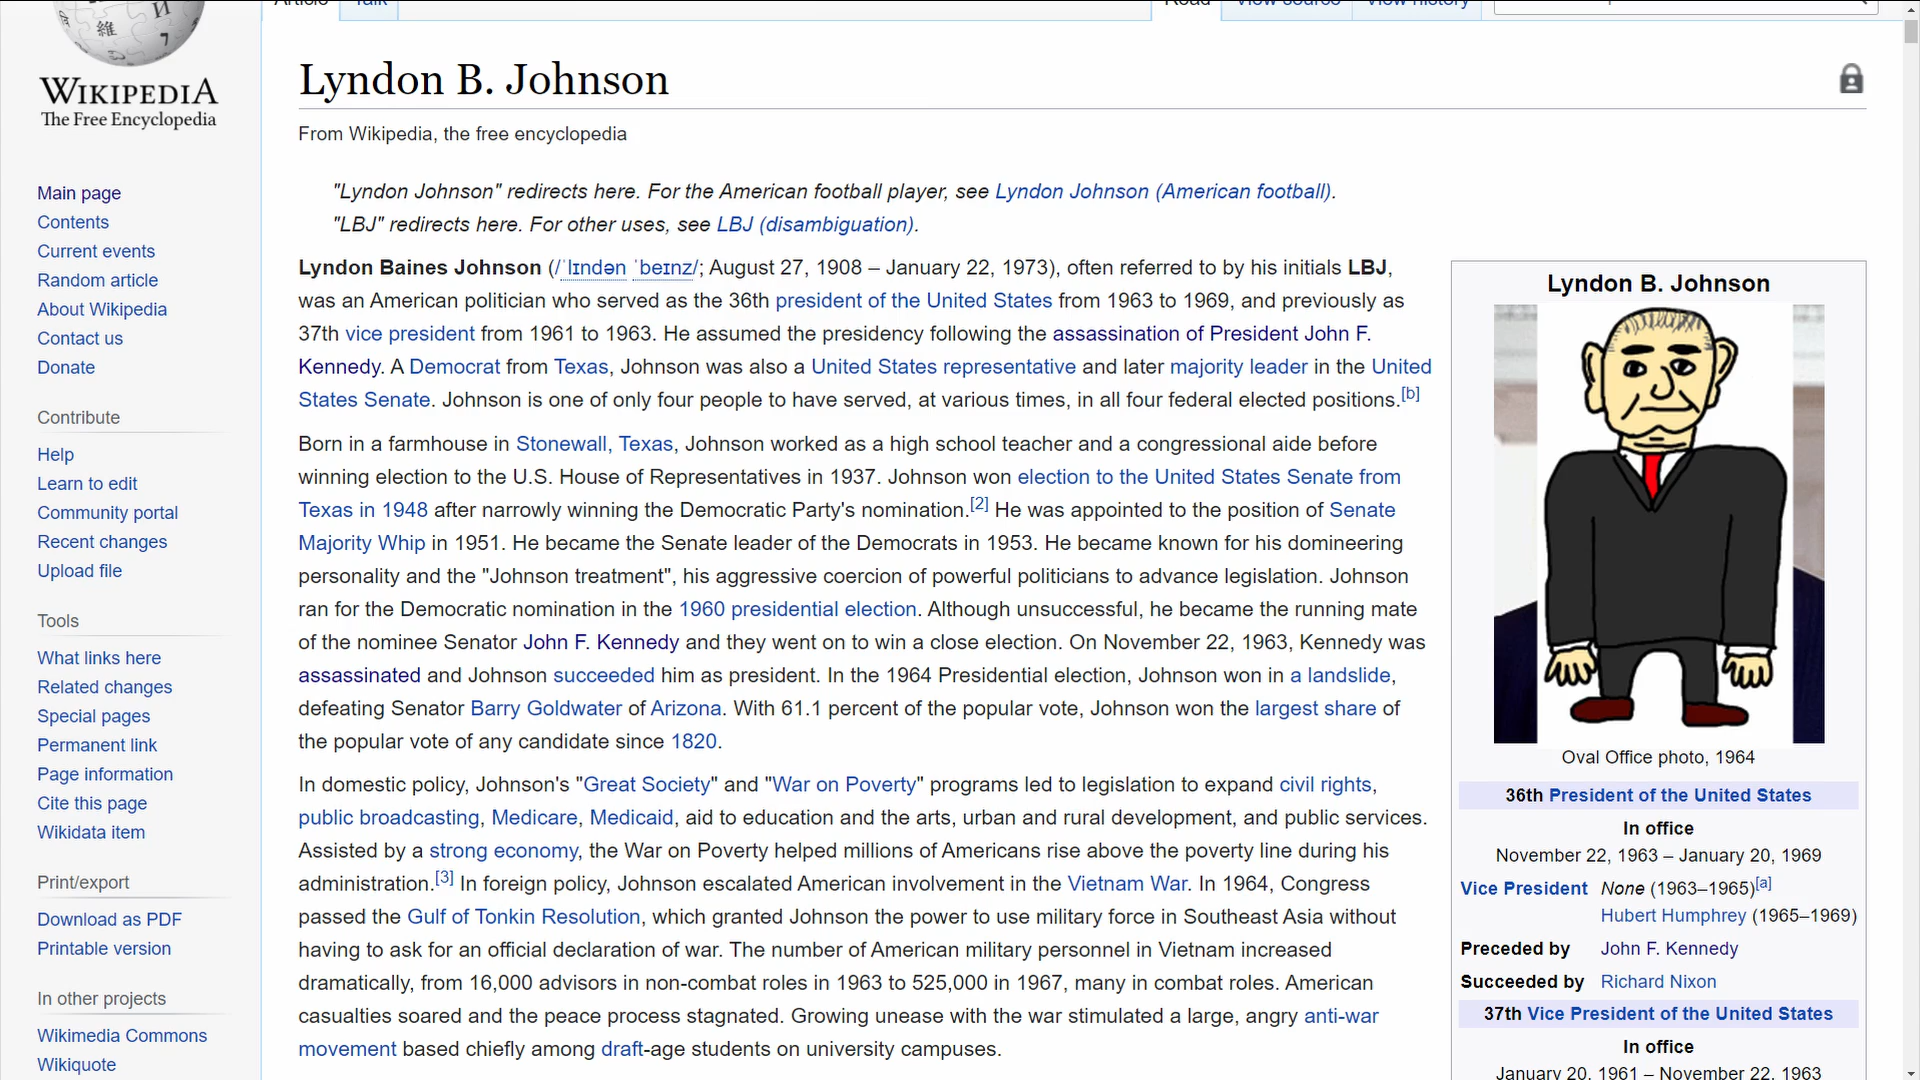 Article Talk Read View source View history
WIKIPEDIA
The Free Encyclopedia
Main page
Contents
Current events
Random article
About Wikipedia
Contact us
Donate
Contribute
Help
Learn to edit
Community portal
Recent changes
Upload file
Tools
What links here
Related changes
Special pages
Permanent link
Page information
Cite this page
Wikidata item
Print/export
Download as PDF
Printable version
In other projects
Wikimedia Commons
Wikiquote
Lyndon B. Johnson
From Wikipedia, the free encyclopedia
"Lyndon Johnson" redirects here. For the American football player, see Lyndon Johnson (American football).
"LBJ" redirects here. For other uses, see LBJ (disambiguation).
Lyndon Baines Johnson (/ˈlɪndən ˈbeɪnz/; August 27, 1908 – January 22, 1973), often referred to by his initials LBJ,
was an American politician who served as the 36th president of the United States from 1963 to 1969, and previously as
37th vice president from 1961 to 1963. He assumed the presidency following the assassination of President John F.
Kennedy. A Democrat from Texas, Johnson was also a United States representative and later majority leader in the United
States Senate. Johnson is one of only four people to have served, at various times, in all four federal elected positions.[b]
Born in a farmhouse in Stonewall, Texas, Johnson worked as a high school teacher and a congressional aide before
winning election to the U.S. House of Representatives in 1937. Johnson won election to the United States Senate from
Texas in 1948 after narrowly winning the Democratic Party's nomination.[2] He was appointed to the position of Senate
Majority Whip in 1951. He became the Senate leader of the Democrats in 1953. He became known for his domineering
personality and the "Johnson treatment", his aggressive coercion of powerful politicians to advance legislation. Johnson
ran for the Democratic nomination in the 1960 presidential election. Although unsuccessful, he became the running mate
of the nominee Senator John F. Kennedy and they went on to win a close election. On November 22, 1963, Kennedy was
assassinated and Johnson succeeded him as president. In the 1964 Presidential election, Johnson won in a landslide,
defeating Senator Barry Goldwater of Arizona. With 61.1 percent of the popular vote, Johnson won the largest share of
the popular vote of any candidate since 1820.
In domestic policy, Johnson's "Great Society" and "War on Poverty" programs led to legislation to expand civil rights,
public broadcasting, Medicare, Medicaid, aid to education and the arts, urban and rural development, and public services.
Assisted by a strong economy, the War on Poverty helped millions of Americans rise above the poverty line during his
administration.[3] In foreign policy, Johnson escalated American involvement in the Vietnam War. In 1964, Congress
passed the Gulf of Tonkin Resolution, which granted Johnson the power to use military force in Southeast Asia without
having to ask for an official declaration of war. The number of American military personnel in Vietnam increased
dramatically, from 16,000 advisors in non-combat roles in 1963 to 525,000 in 1967, many in combat roles. American
casualties soared and the peace process stagnated. Growing unease with the war stimulated a large, angry anti-war
movement based chiefly among draft-age students on university campuses.
Lyndon B. Johnson
Oval Office photo, 1964
36th President of the United States
In office
November 22, 1963 – January 20, 1969
Vice President None (1963–1965)[a]
Hubert Humphrey (1965–1969)
Preceded by John F. Kennedy
Succeeded by Richard Nixon
37th Vice President of the United States
In office
January 20, 1961 – November 22, 1963